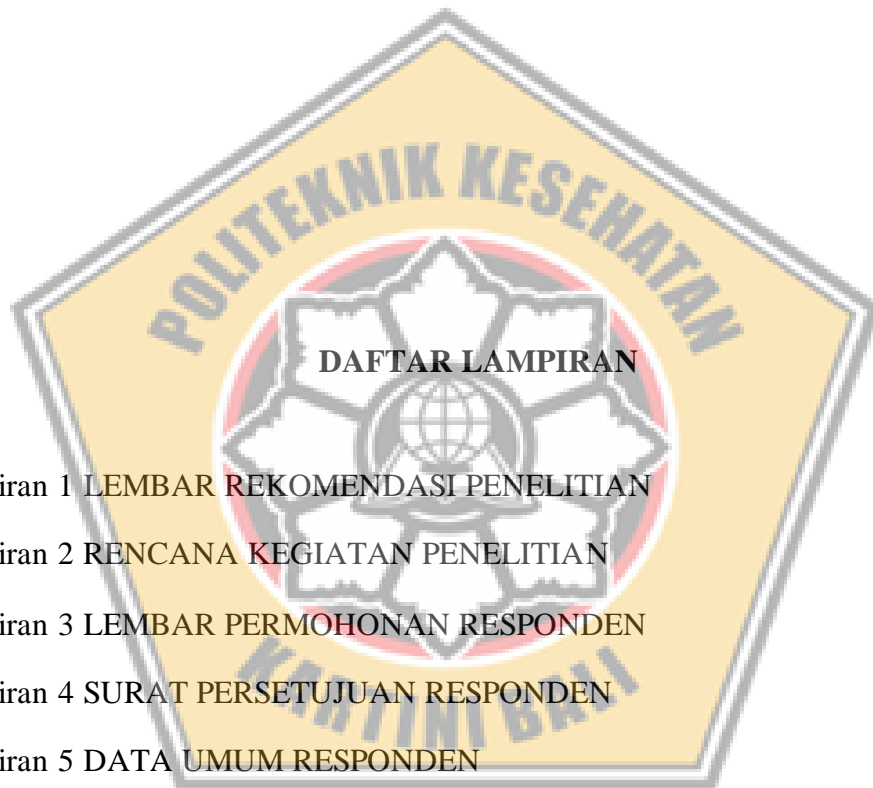 POLITEKNIK KESEHATAN
DAFTAR LAMPIRAN
iran 1 LEMBAR REKOMENDASI PENELITIAN
iran 2 RENCANA KEGIATAN PENELITIAN
iran 3 LEMBAR PERMOHONAN RESPONDEN
iran 4 SURAT PERSETUJUAN RESPONDEN
KARTINI BALI
iran 5 DATA UMUM RESPONDEN